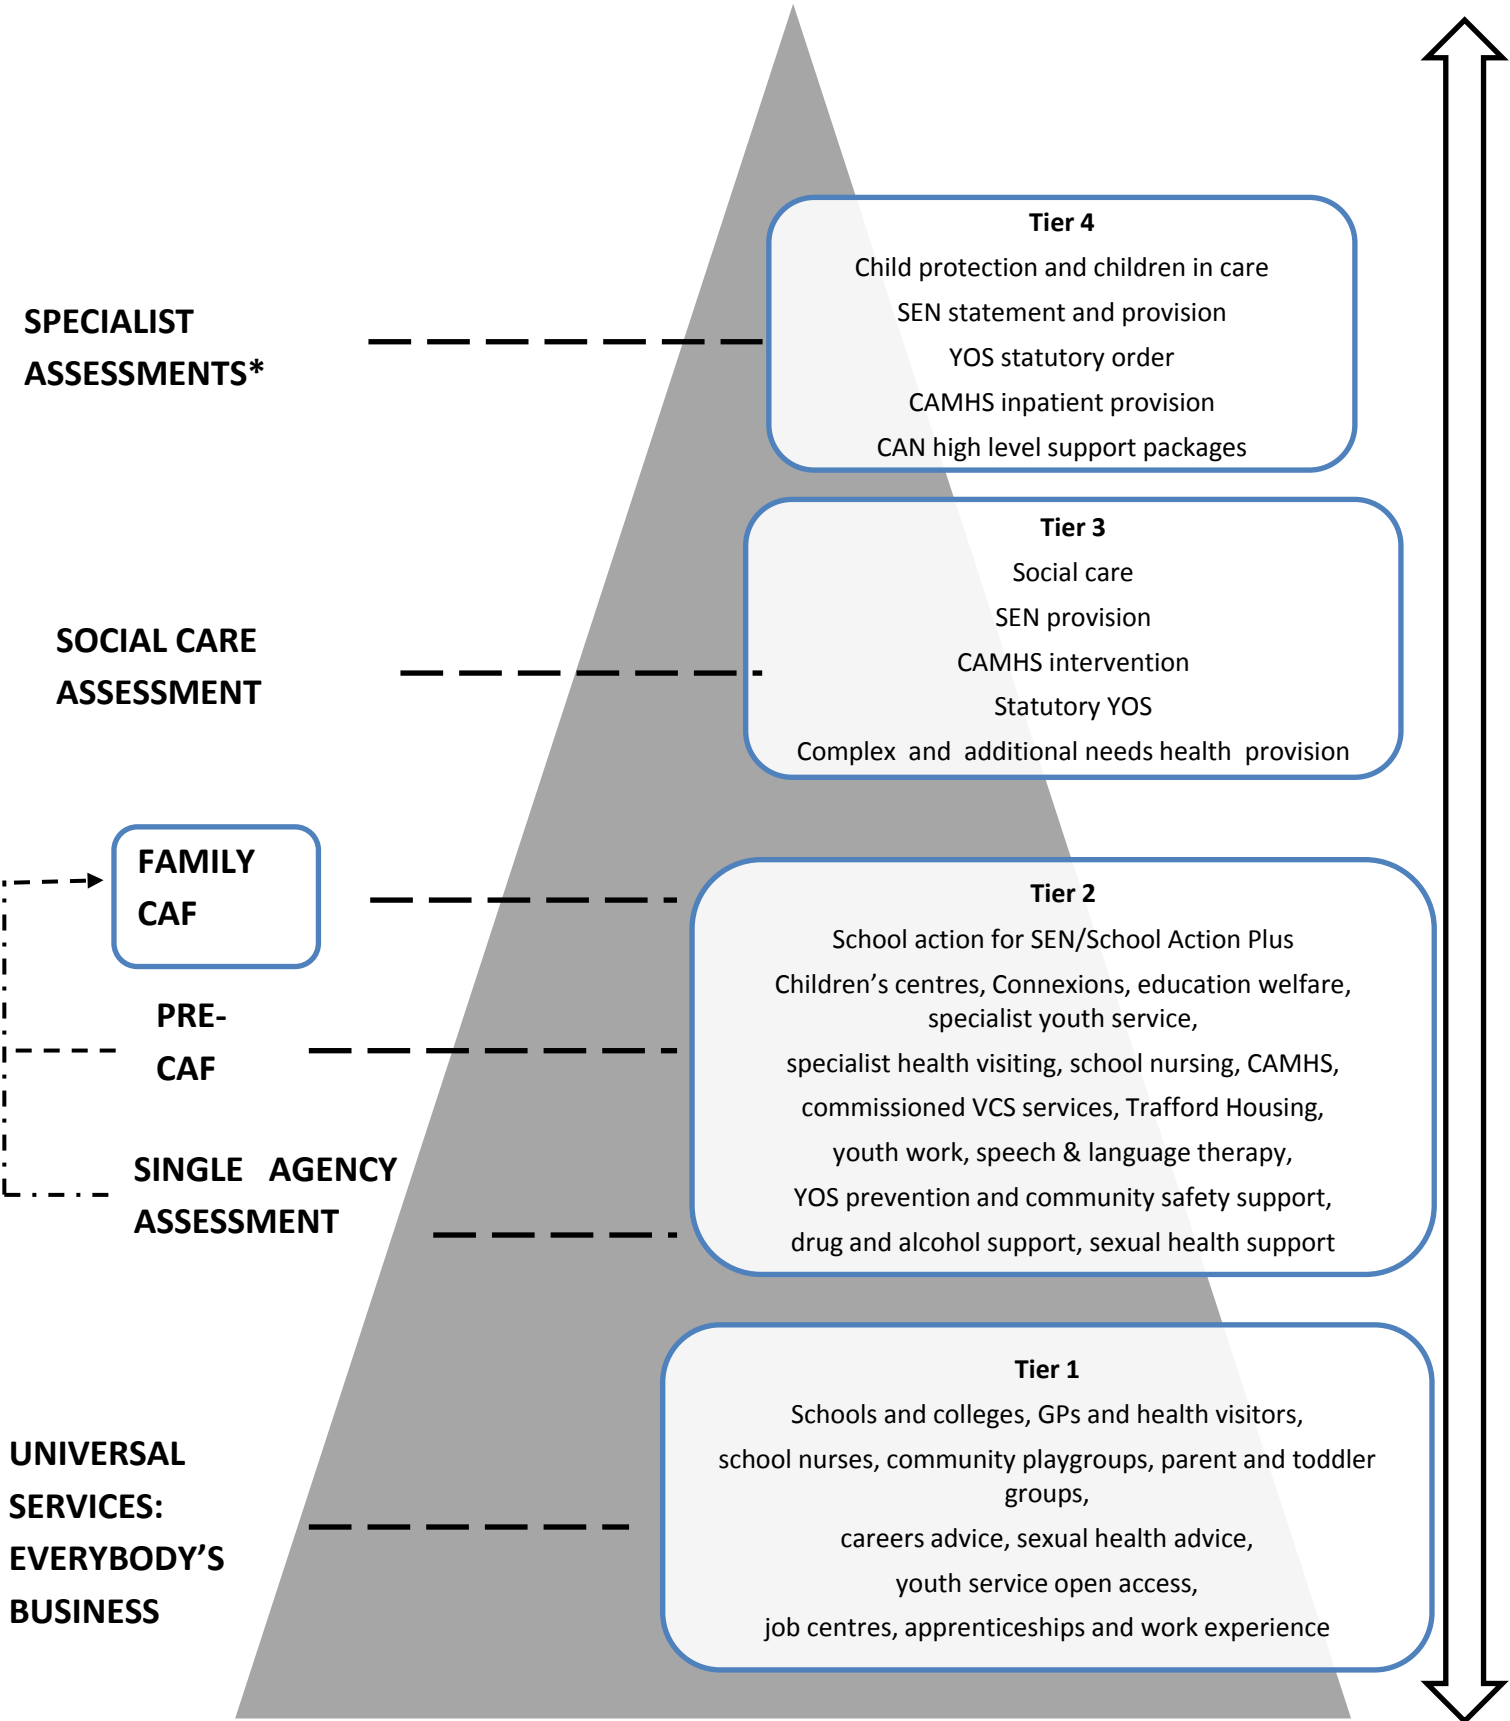 Tier 4
Child protection and children in care
SEN statement and provision
YOS statutory order
CAMHS inpatient provision
CAN high level support packages
SPECIALIST
ASSESSMENTS*
Tier 3
Social care
SEN provision
CAMHS intervention
Statutory YOS
Complex and additional needs health provision
SOCIAL CARE
ASSESSMENT
FAMILY
CAF
PRE-
CAF
SINGLE AGENCY
ASSESSMENT
Tier 2
School action for SEN/School Action Plus
Children’s centres, Connexions, education welfare,
specialist youth service,
specialist health visiting, school nursing, CAMHS,
commissioned VCS services, Trafford Housing,
youth work, speech & language therapy,
YOS prevention and community safety support,
drug and alcohol support, sexual health support
Tier 1
Schools and colleges, GPs and health visitors,
school nurses, community playgroups, parent and toddler
groups,
careers advice, sexual health advice,
youth service open access,
job centres, apprenticeships and work experience
UNIVERSAL
SERVICES:
EVERYBODY’S
BUSINESS